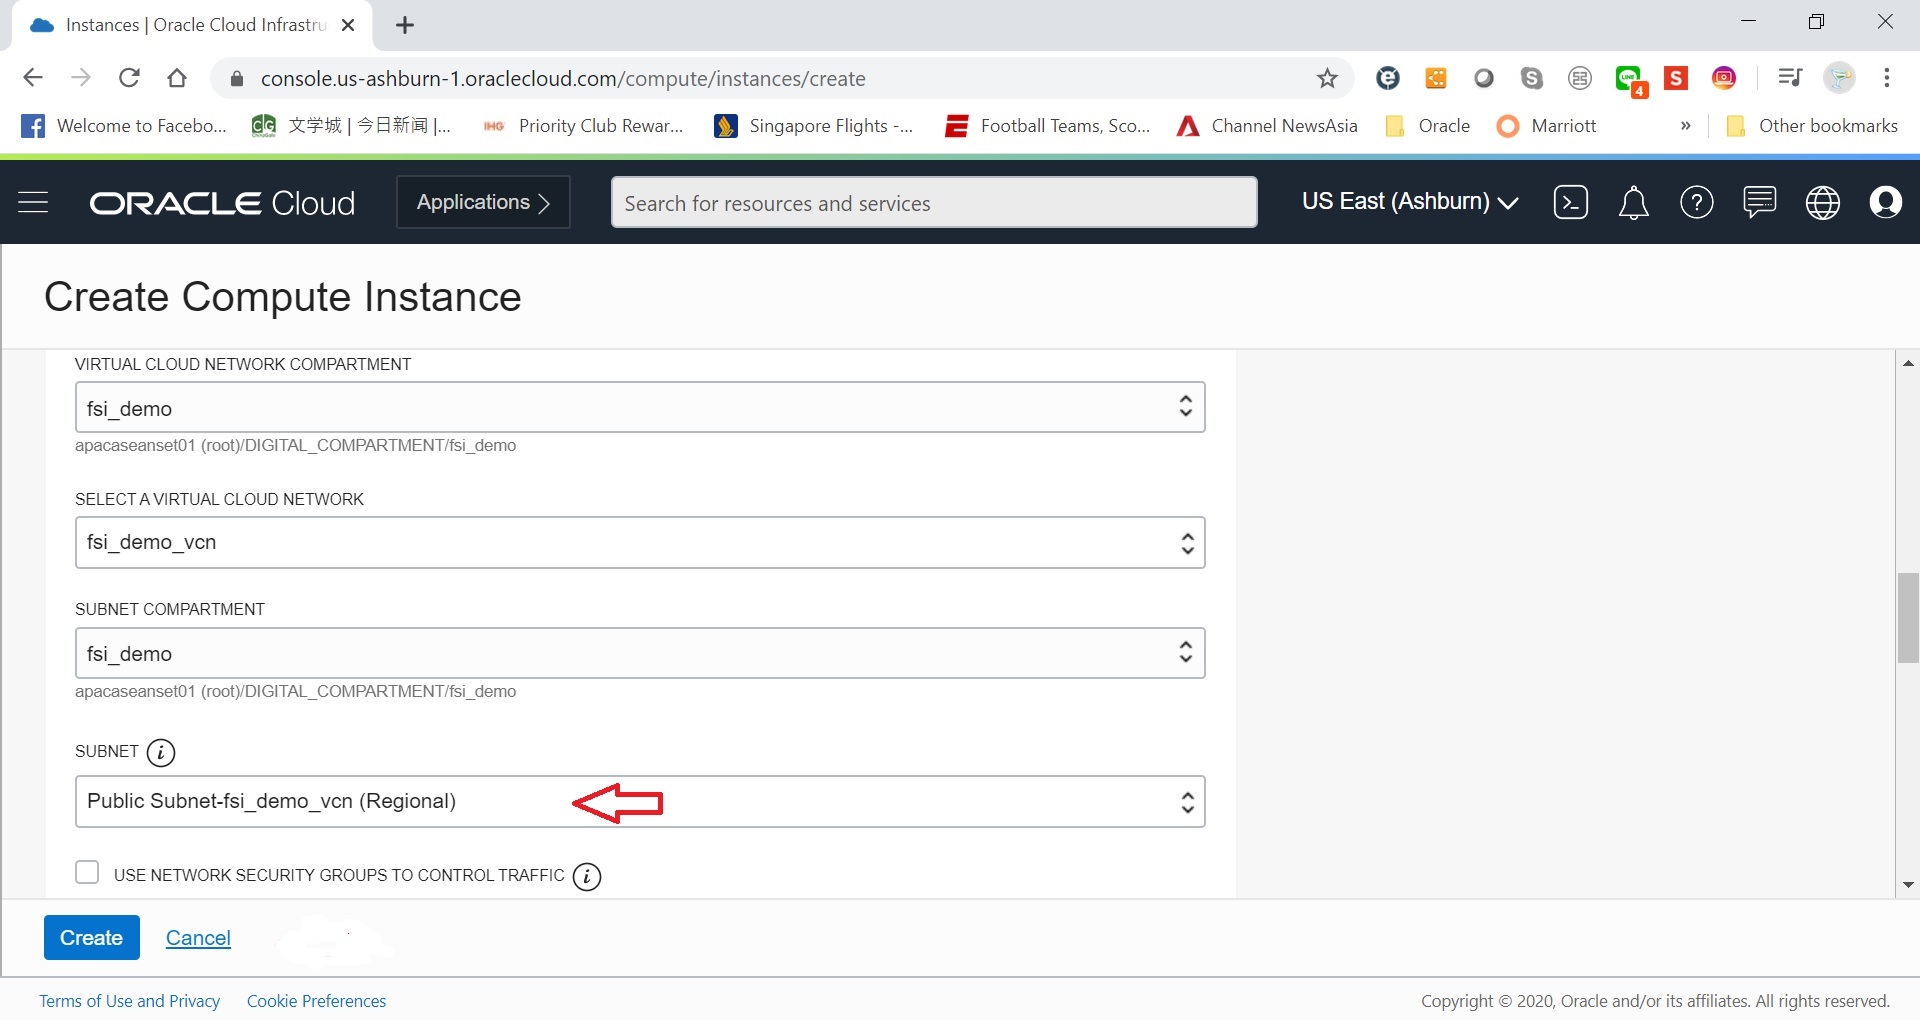 Instances | Oracle Cloud Infrastru
console.us-ashburn-1.oraclecloud.com/compute/instances/create
LINE
4
S
Welcome to Facebo...
CG
文学城 | 今日新闻 |...
IHG
Priority Club Rewar...
Singapore Flights -...
Football Teams, Sco...
Channel NewsAsia
Oracle
Marriott
»
Other bookmarks
ORACLE Cloud
Applications
Search for resources and services
US East (Ashburn)
Create Compute Instance
VIRTUAL CLOUD NETWORK COMPARTMENT
fsi_demo
apacaseanset01 (root)/DIGITAL_COMPARTMENT/fsi_demo
SELECT A VIRTUAL CLOUD NETWORK
fsi_demo_vcn
SUBNET COMPARTMENT
fsi_demo
apacaseanset01 (root)/DIGITAL_COMPARTMENT/fsi_demo
SUBNET i
Public Subnet-fsi_demo_vcn (Regional)
USE NETWORK SECURITY GROUPS TO CONTROL TRAFFIC i
Create
Cancel
Terms of Use and Privacy
Cookie Preferences
Copyright © 2020, Oracle and/or its affiliates. All rights reserved.